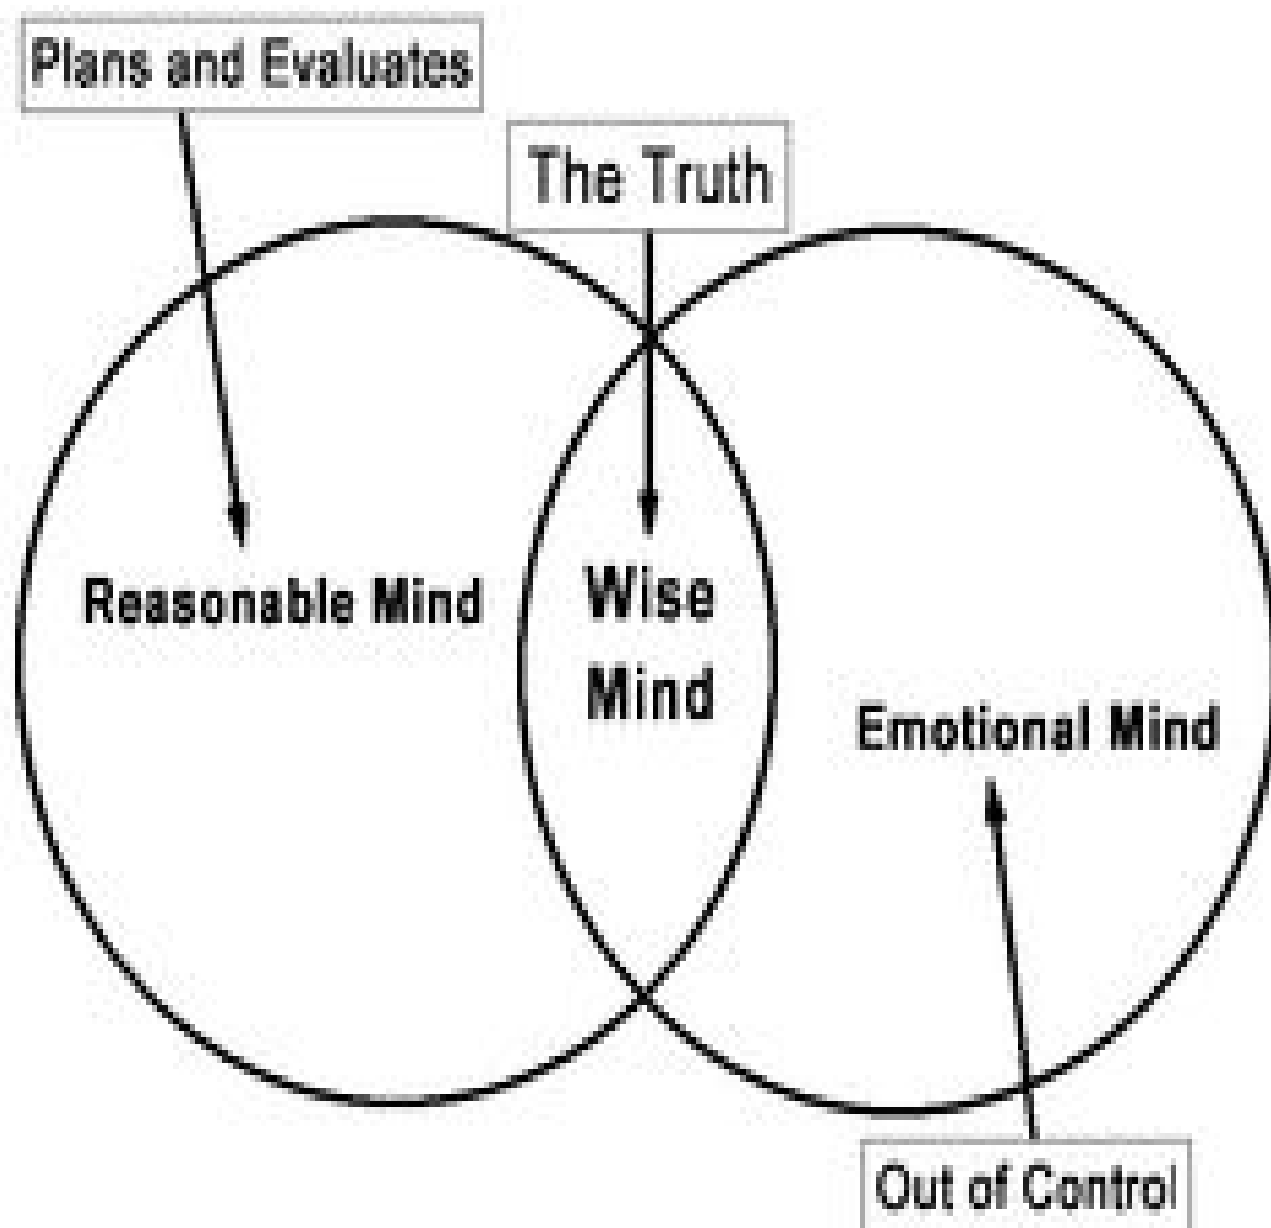 Plans and Evaluates
The Truth
Reasonable Mind
Wise
Mind
Emotional Mind
Out of Control